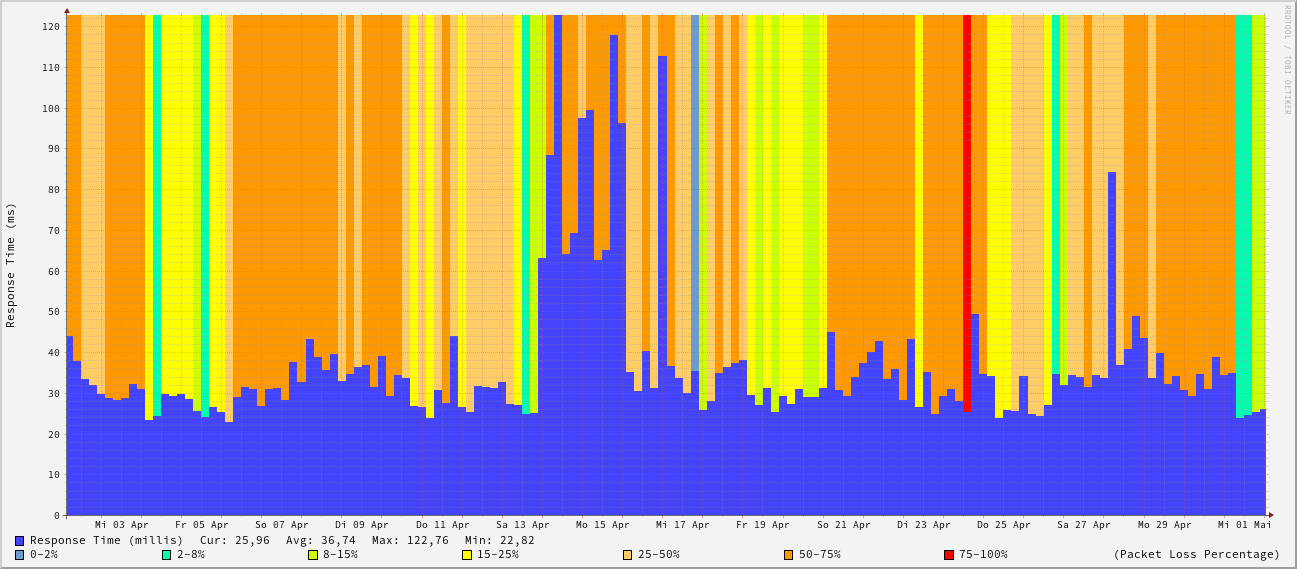 RRDTOOL / TOBI OETIKER
Response Time (ms)
120
110
100
90
80
70
60
50
40
30
20
10
0
Mi 03 Apr Fr 05 Apr So 07 Apr Di 09 Apr Do 11 Apr Sa 13 Apr Mo 15 Apr Mi 17 Apr Fr 19 Apr So 21 Apr Di 23 Apr Do 25 Apr Sa 27 Apr Mo 29 Apr Mi 01 Mai
Response Time (millis) Cur: 25,96 Avg: 36,74 Max: 122,76 Min: 22,82
0-2% 2-8% 8-15% 15-25% 25-50% 50-75% 75-100% (Packet Loss Percentage)